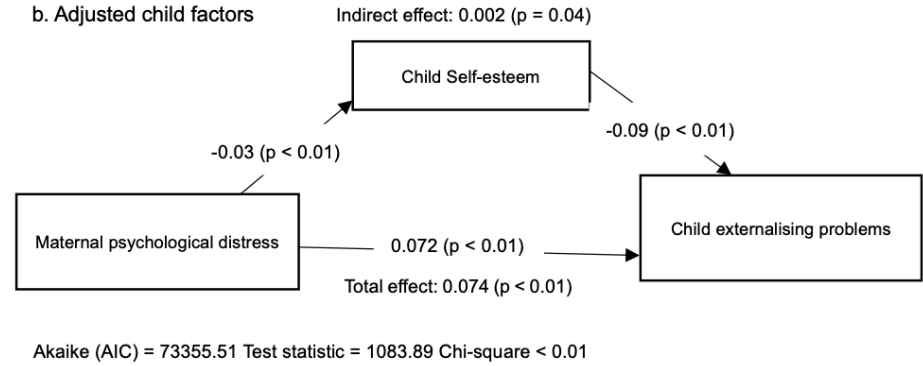 b. Adjusted child factors
Indirect effect: 0.002 (p = 0.04)
Child Self-esteem
-0.03 (p < 0.01)
-0.09 (p < 0.01)
Maternal psychological distress
0.072 (p < 0.01)
Child externalising problems
Total effect: 0.074 (p < 0.01)
Akaike (AIC) = 73355.51 Test statistic = 1083.89 Chi-square < 0.01